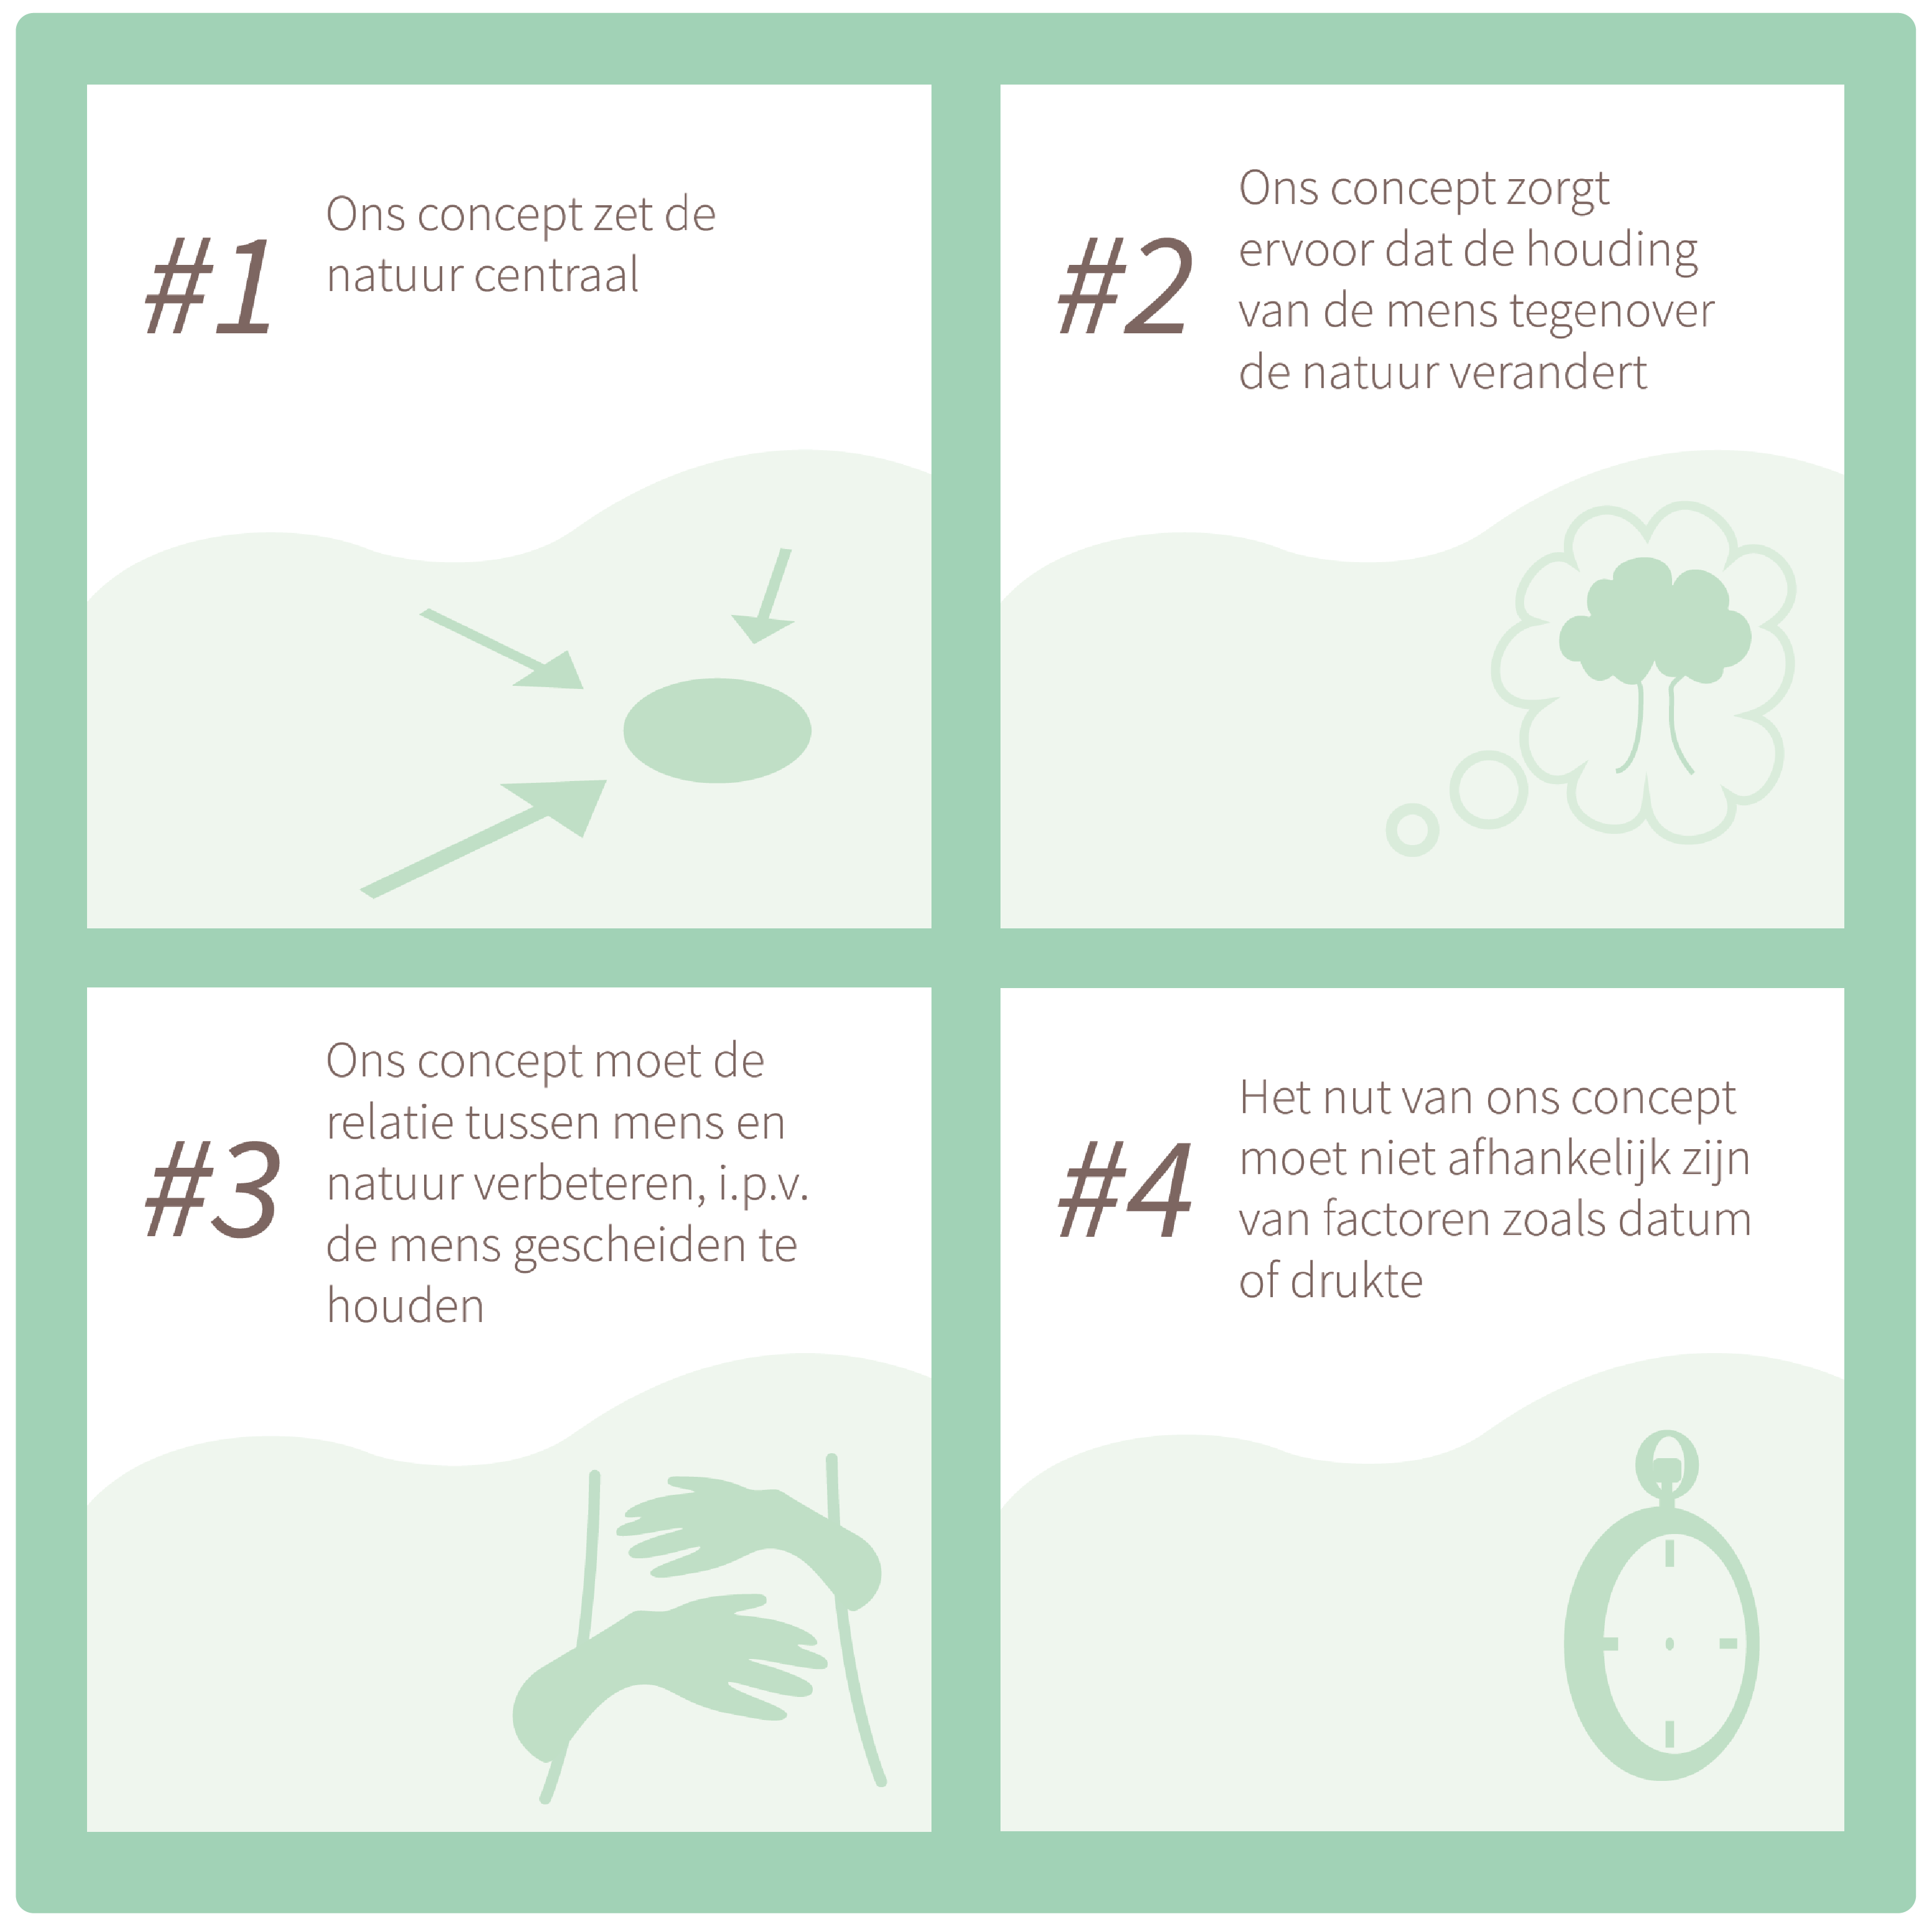 #1
Ons concept zet de
natuur centraal
#2
Ons concept zorgt
ervoor dat de houding
van de mens tegenover
de natuur verandert
#3
Ons concept moet de
relatie tussen mens en
natuur verbeteren, i.p.v.
de mens gescheiden te
houden
#4
Het nut van ons concept
moet niet afhankelijk zijn
van factoren zoals datum
of drukte